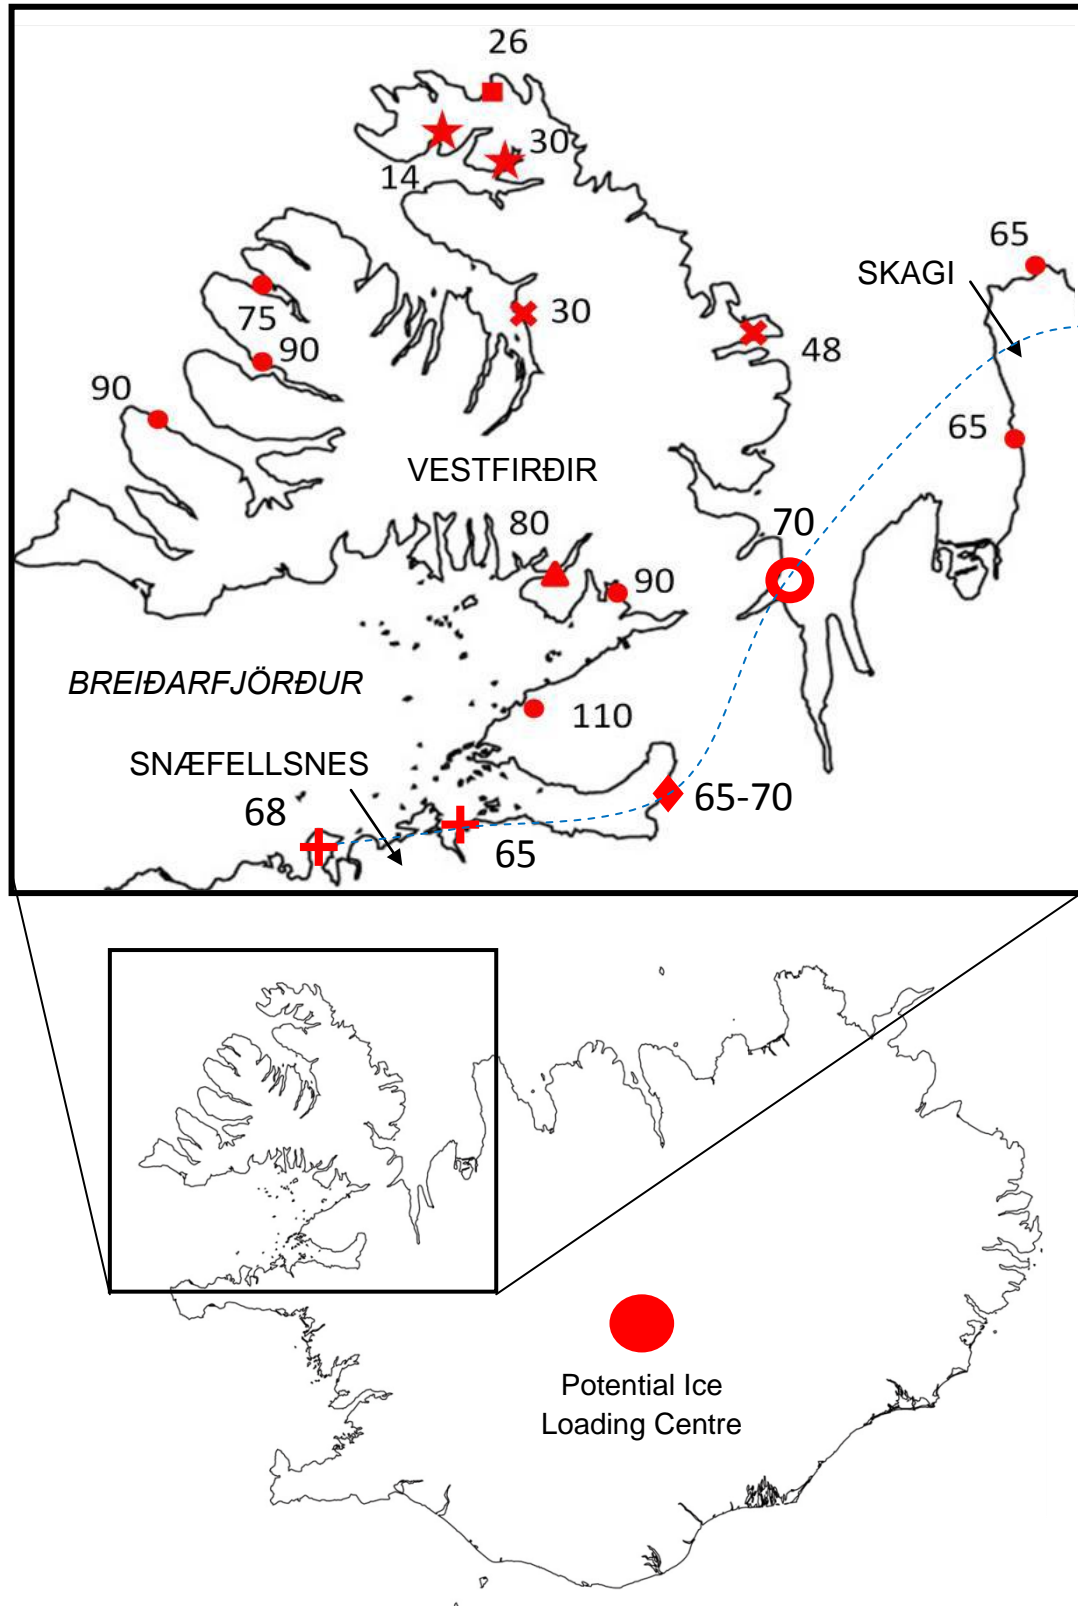 26
30
14
65
SKAGI
75
30
48
90
90
65
VESTFIRÐIR
80
70
90
BREIÐARFJÖRÐUR
110
SNÆFELLSNES
68
65-70
65
Potential Ice
Loading Centre